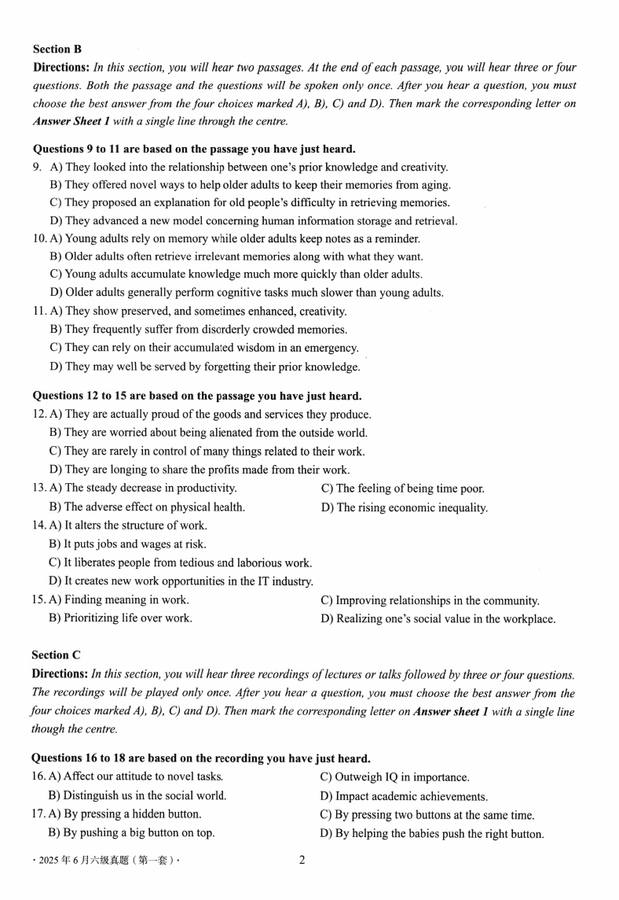 Section B
Directions: In this section, you will hear two passages. At the end of each passage, you will hear three or four
questions. Both the passage and the questions will be spoken only once. After you hear a question, you must
choose the best answer from the four choices marked A), B), C) and D). Then mark the corresponding letter on
Answer Sheet 1 with a single line through the centre.
Questions 9 to 11 are based on the passage you have just heard.
9. A) They looked into the relationship between one's prior knowledge and creativity.
B) They offered novel ways to help older adults to keep their memories from aging.
C) They proposed an explanation for old people's difficulty in retrieving memories.
D) They advanced a new model concerning human information storage and retrieval.
10. A) Young adults rely on memory while older adults keep notes as a reminder.
B) Older adults often retrieve irrelevant memories along with what they want.
C) Young adults accumulate knowledge much more quickly than older adults.
D) Older adults generally perform cognitive tasks much slower than young adults.
11. A) They show preserved, and sometimes enhanced, creativity.
B) They frequently suffer from disorderly crowded memories.
C) They can rely on their accumulated wisdom in an emergency.
D) They may well be served by forgetting their prior knowledge.
Questions 12 to 15 are based on the passage you have just heard.
12. A) They are actually proud of the goods and services they produce.
B) They are worried about being alienated from the outside world.
C) They are rarely in control of many things related to their work.
D) They are longing to share the profits made from their work.
13. A) The steady decrease in productivity. C) The feeling of being time poor.
B) The adverse effect on physical health. D) The rising economic inequality.
14. A) It alters the structure of work.
B) It puts jobs and wages at risk.
C) It liberates people from tedious and laborious work.
D) It creates new work opportunities in the IT industry.
15. A) Finding meaning in work. C) Improving relationships in the community.
B) Prioritizing life over work. D) Realizing one's social value in the workplace.
Section C
Directions: In this section, you will hear three recordings of lectures or talks followed by three or four questions.
The recordings will be played only once. After you hear a question, you must choose the best answer from the
four choices marked A), B), C) and D). Then mark the corresponding letter on Answer sheet 1 with a single line
though the centre.
Questions 16 to 18 are based on the recording you have just heard.
16. A) Affect our attitude to novel tasks. C) Outweigh IQ in importance.
B) Distinguish us in the social world. D) Impact academic achievements.
17. A) By pressing a hidden button. C) By pressing two buttons at the same time.
B) By pushing a big button on top. D) By helping the babies push the right button.
· 2025 年 6 月六级真题（第一套）· 2